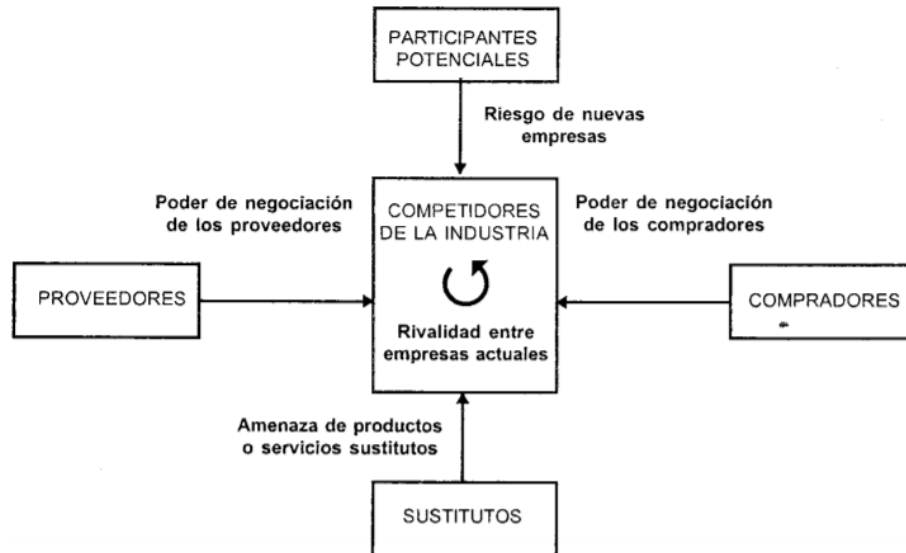 PARTICIPANTES
POTENCIALES
Riesgo de nuevas
empresas
Poder de negociación
de los proveedores
COMPETIDORES
DE LA INDUSTRIA
Poder de negociación
de los compradores
PROVEEDORES
COMPRADORES
Rivalidad entre
empresas actuales
Amenaza de productos
o servicios sustitutos
SUSTITUTOS